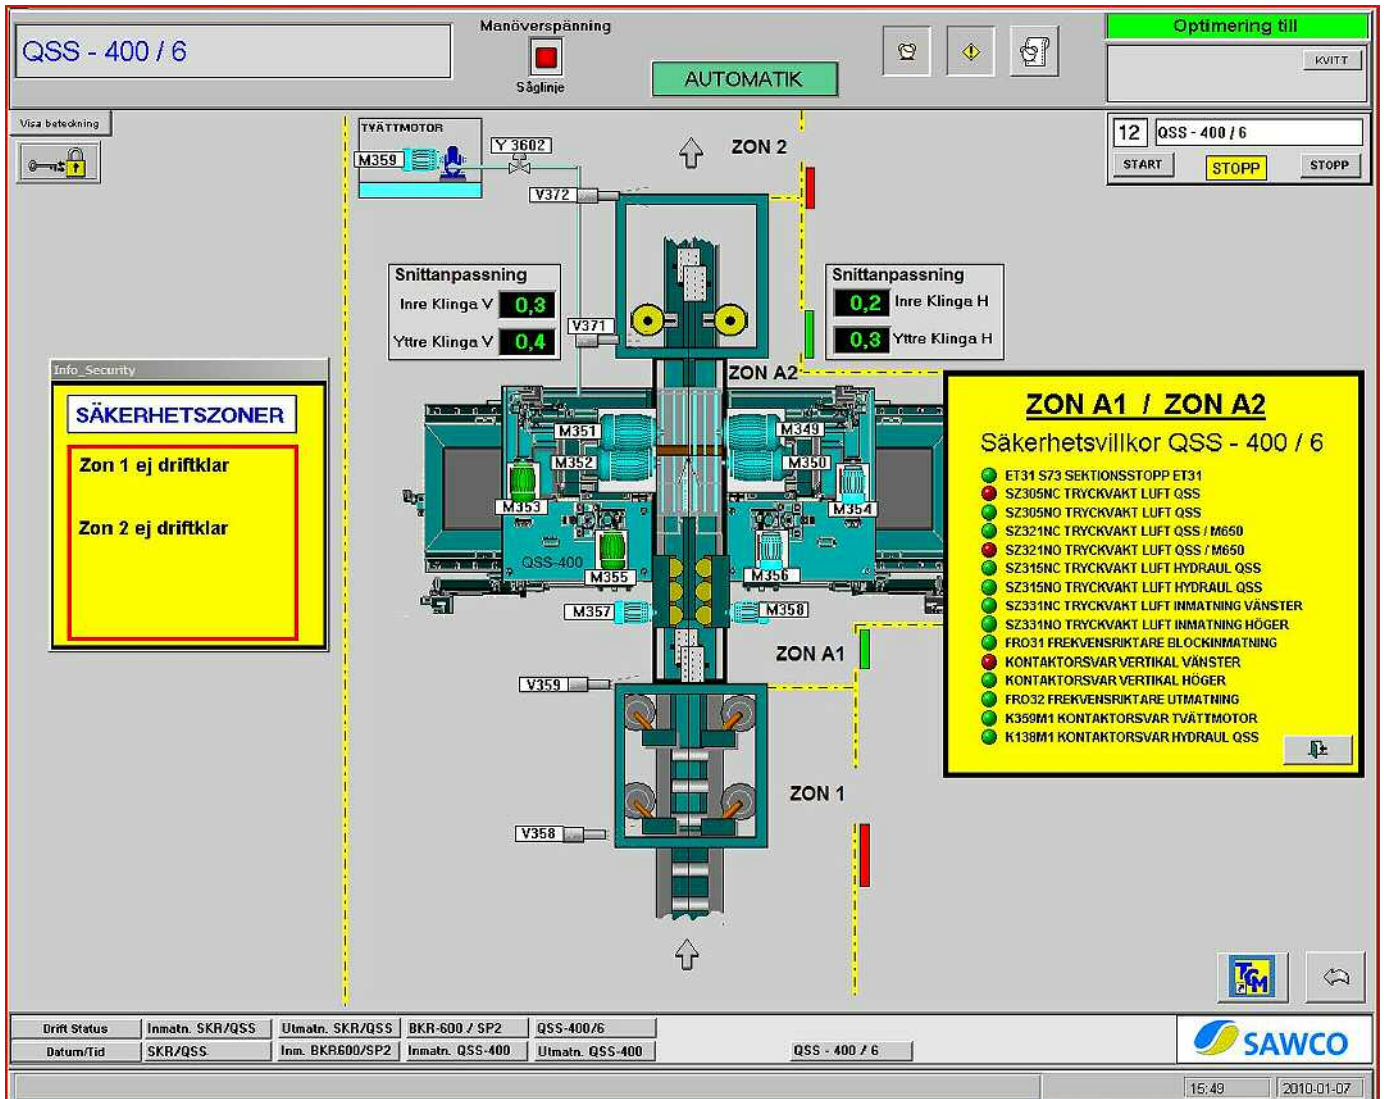 QSS - 400 / 6
Manöverspänning
Såglinje
AUTOMATIK
Optimering till
KVITT
Visa beteckning
12
QSS - 400 / 6
START
STOPP
STOPP
TVÄTTMOTOR
M359
Y 3602
ZON 2
V372
Snittanpassning
Inre Klinga V 0,3
Yttre Klinga V 0,4
V371
Snittanpassning
0,2 Inre Klinga H
0,3 Yttre Klinga H
ZON A2
Info_Security
SÄKERHETSZONER
Zon 1 ej driftklar
Zon 2 ej driftklar
M351
M349
M352
M350
M353
M354
QSS-400
M355
M356
M357
M358
ZON A1
V359
ZON 1
V358
ZON A1 / ZON A2
Säkerhetsvillkor QSS - 400 / 6
ET31 S73 SEKTIONSSTOPP ET31
SZ305NC TRYCKVAKT LUFT QSS
SZ305NO TRYCKVAKT LUFT QSS
SZ321NC TRYCKVAKT LUFT QSS / M650
SZ321NO TRYCKVAKT LUFT QSS / M650
SZ315NC TRYCKVAKT LUFT HYDRAUL QSS
SZ315NO TRYCKVAKT LUFT HYDRAUL QSS
SZ331NC TRYCKVAKT LUFT INMATNING VÄNSTER
SZ331NO TRYCKVAKT LUFT INMATNING HÖGER
FRO31 FREKVENSRIKTARE BLOCKINMATNING
KONTAKTORSVAR VERTIKAL VÄNSTER
KONTAKTORSVAR VERTIKAL HÖGER
FRO32 FREKVENSRIKTARE UTMATNING
K359M1 KONTAKTORSVAR TVÄTTMOTOR
K138M1 KONTAKTORSVAR HYDRAUL QSS
TCM
Drift Status
Inmatn. SKR/QSS
Utmatn. SKR/QSS
BKR-600 / SP2
QSS-400/6
Datum/Tid
SKR/QSS
Inm. BKR600/SP2
Inmatn. QSS-400
Utmatn. QSS-400
QSS - 400 / 6
SAWCO
15:49
2010-01-07